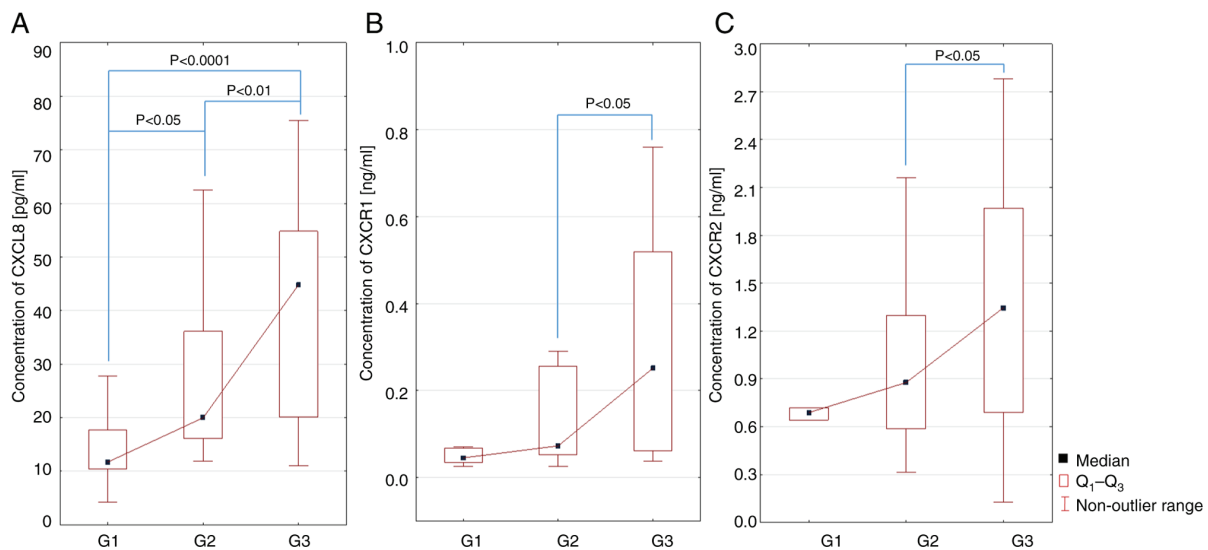 A
Concentration of CXCL8 [pg/ml]
90
80
70
60
50
40
30
20
10
0
P<0.0001
P<0.01
P<0.05
G1 G2 G3
B
Concentration of CXCR1 [ng/ml]
1.0
0.8
0.6
0.4
0.2
0.0
P<0.05
G1 G2 G3
C
Concentration of CXCR2 [ng/ml]
3.0
2.7
2.4
2.1
1.8
1.5
1.2
0.9
0.6
0.3
0.0
P<0.05
G1 G2 G3
Median
Q₁–Q₃
Non-outlier range